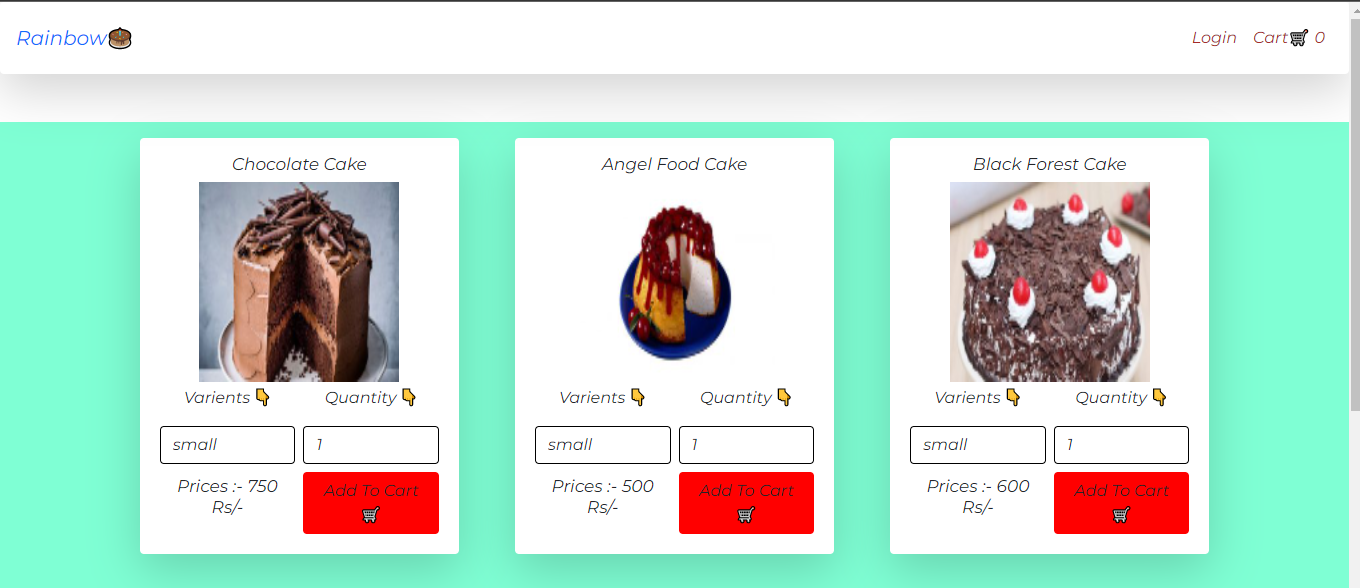 Rainbow🎂
Login Cart🛒 0
Chocolate Cake
Varients 👇 Quantity 👇
small 1
Prices :- 750 Rs/-
Add To Cart 🛒
Angel Food Cake
Varients 👇 Quantity 👇
small 1
Prices :- 500 Rs/-
Add To Cart 🛒
Black Forest Cake
Varients 👇 Quantity 👇
small 1
Prices :- 600 Rs/-
Add To Cart 🛒